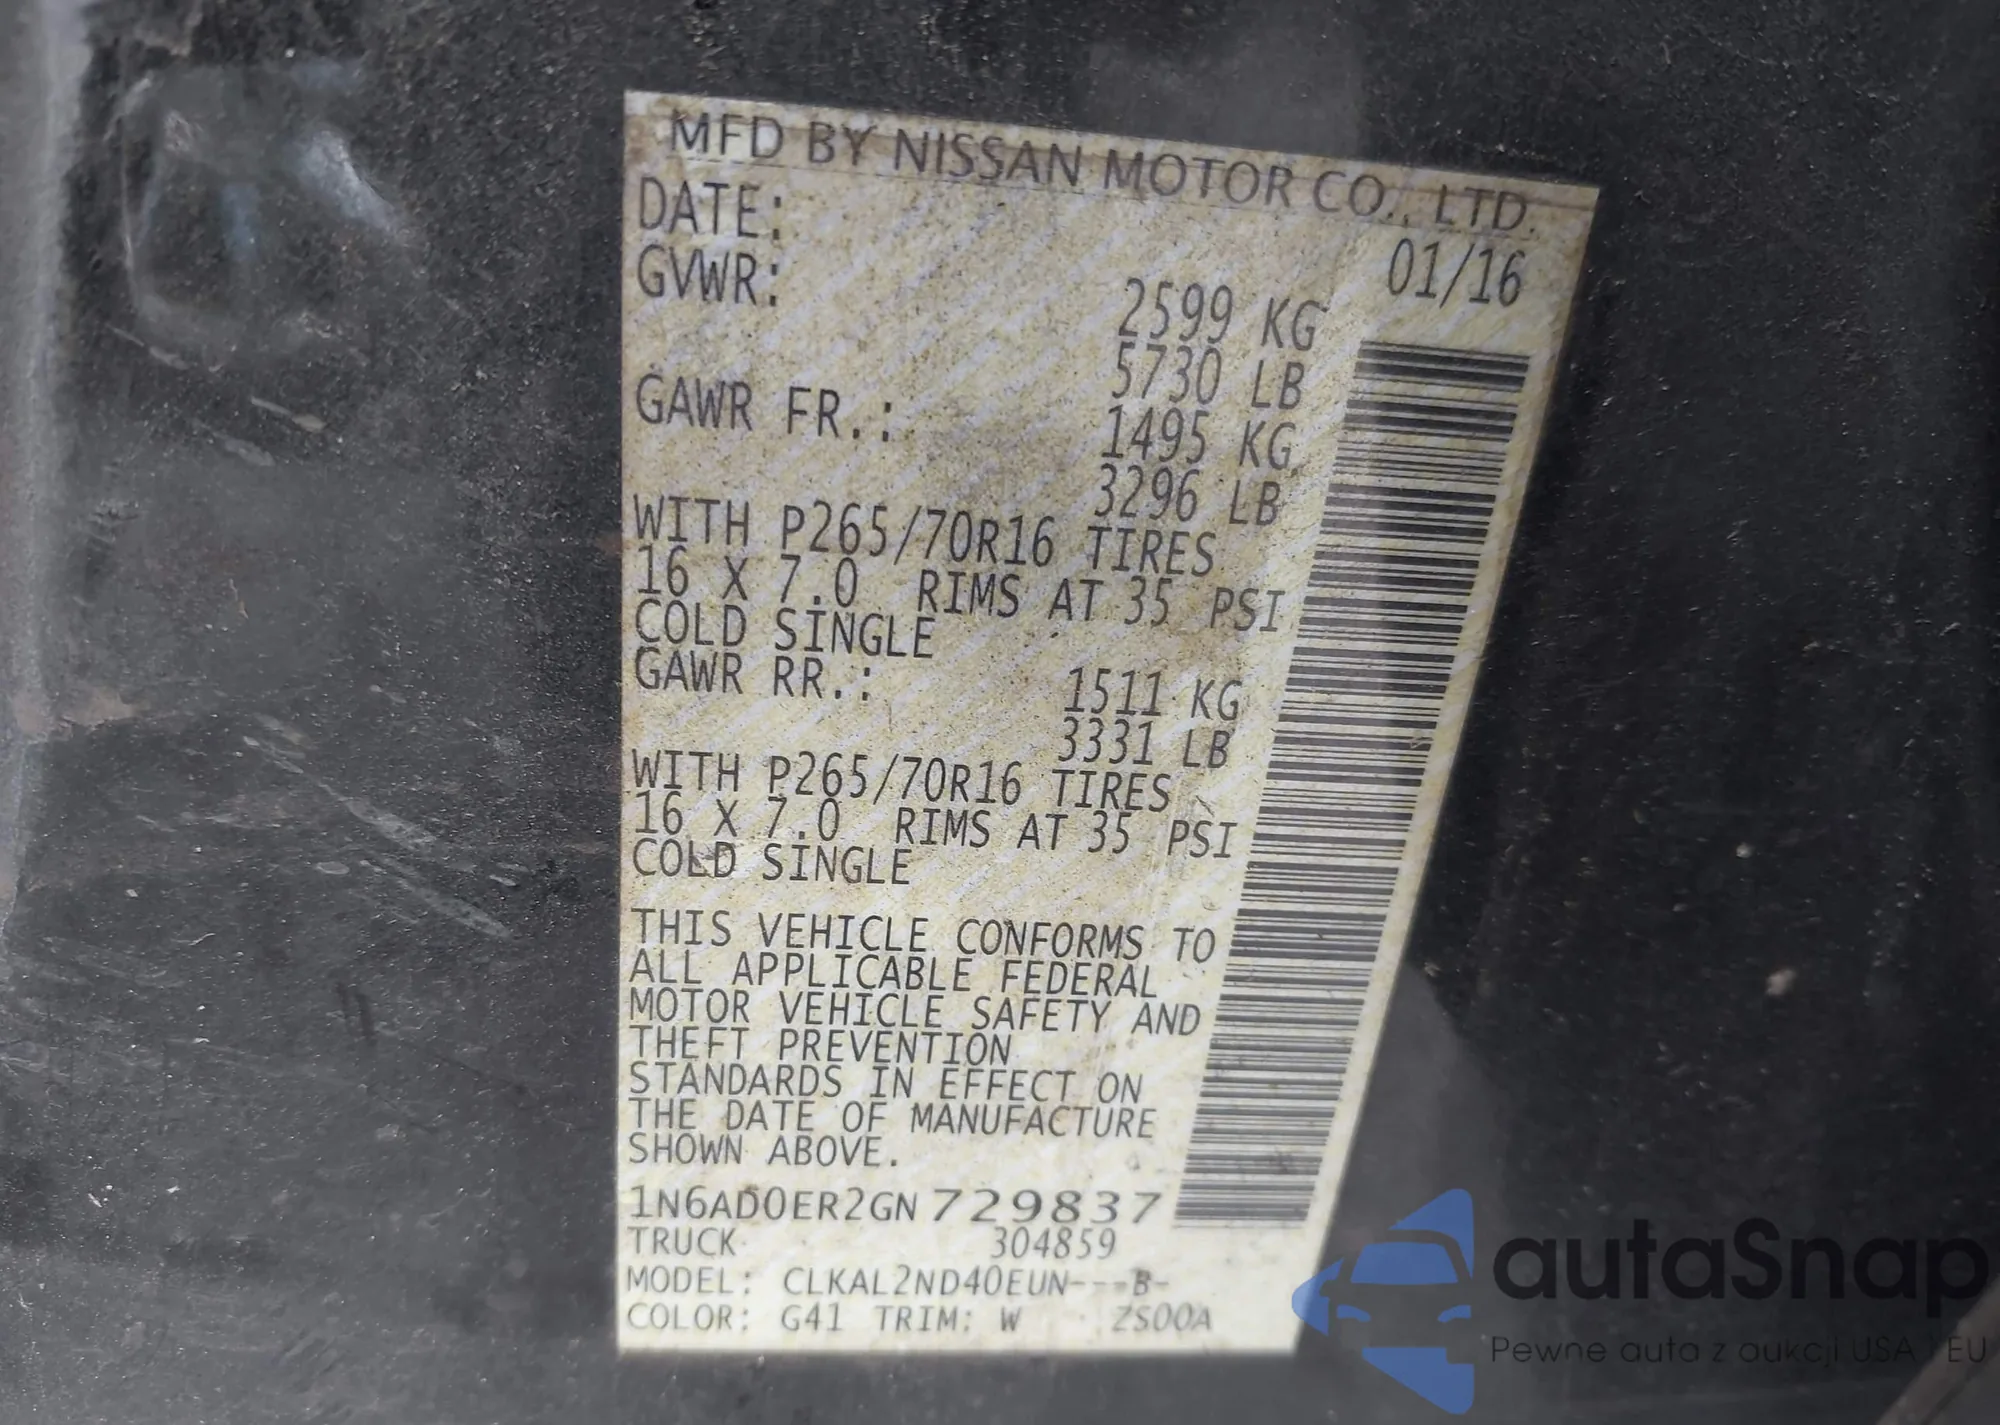 MFD BY NISSAN MOTOR CO., LTD.
DATE: 01/16
GVWR: 2599 KG
5730 LB
GAWR FR.: 1495 KG
3296 LB
WITH P265/70R16 TIRES
16 X 7.0 RIMS AT 35 PSI
COLD SINGLE
GAWR RR.: 1511 KG
3331 LB
WITH P265/70R16 TIRES
16 X 7.0 RIMS AT 35 PSI
COLD SINGLE
THIS VEHICLE CONFORMS TO
ALL APPLICABLE FEDERAL
MOTOR VEHICLE SAFETY AND
THEFT PREVENTION
STANDARDS IN EFFECT ON
THE DATE OF MANUFACTURE
SHOWN ABOVE.
1N6AD0ER2GN729837
TRUCK 304859
MODEL: CLKAL2ND40EUN---B-
COLOR: G41 TRIM: W ZS00A
autaSnap
Pewne auta z aukcji USA i EU